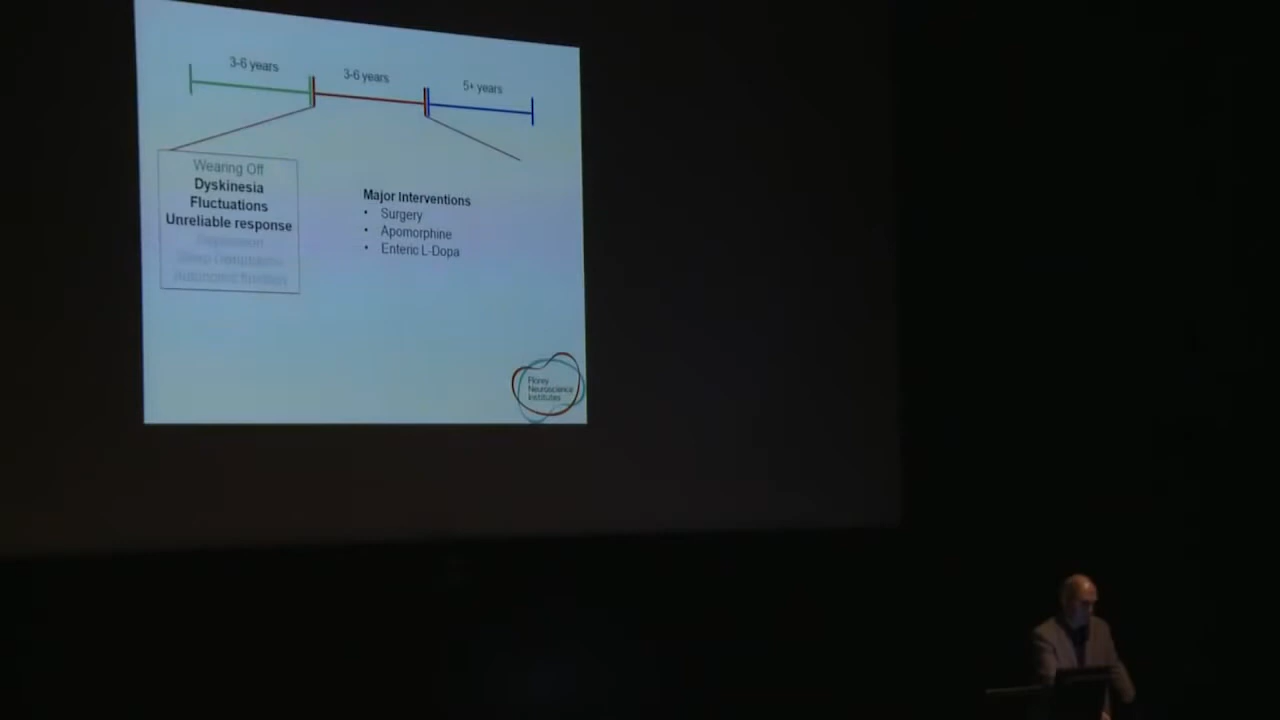 3-6 years
3-6 years
5+ years
Wearing Off
Dyskinesia
Fluctuations
Unreliable response
Depression
Major Interventions
• Surgery
• Apomorphine
• Enteric L-Dopa
Florey
Neuroscience
Institutes